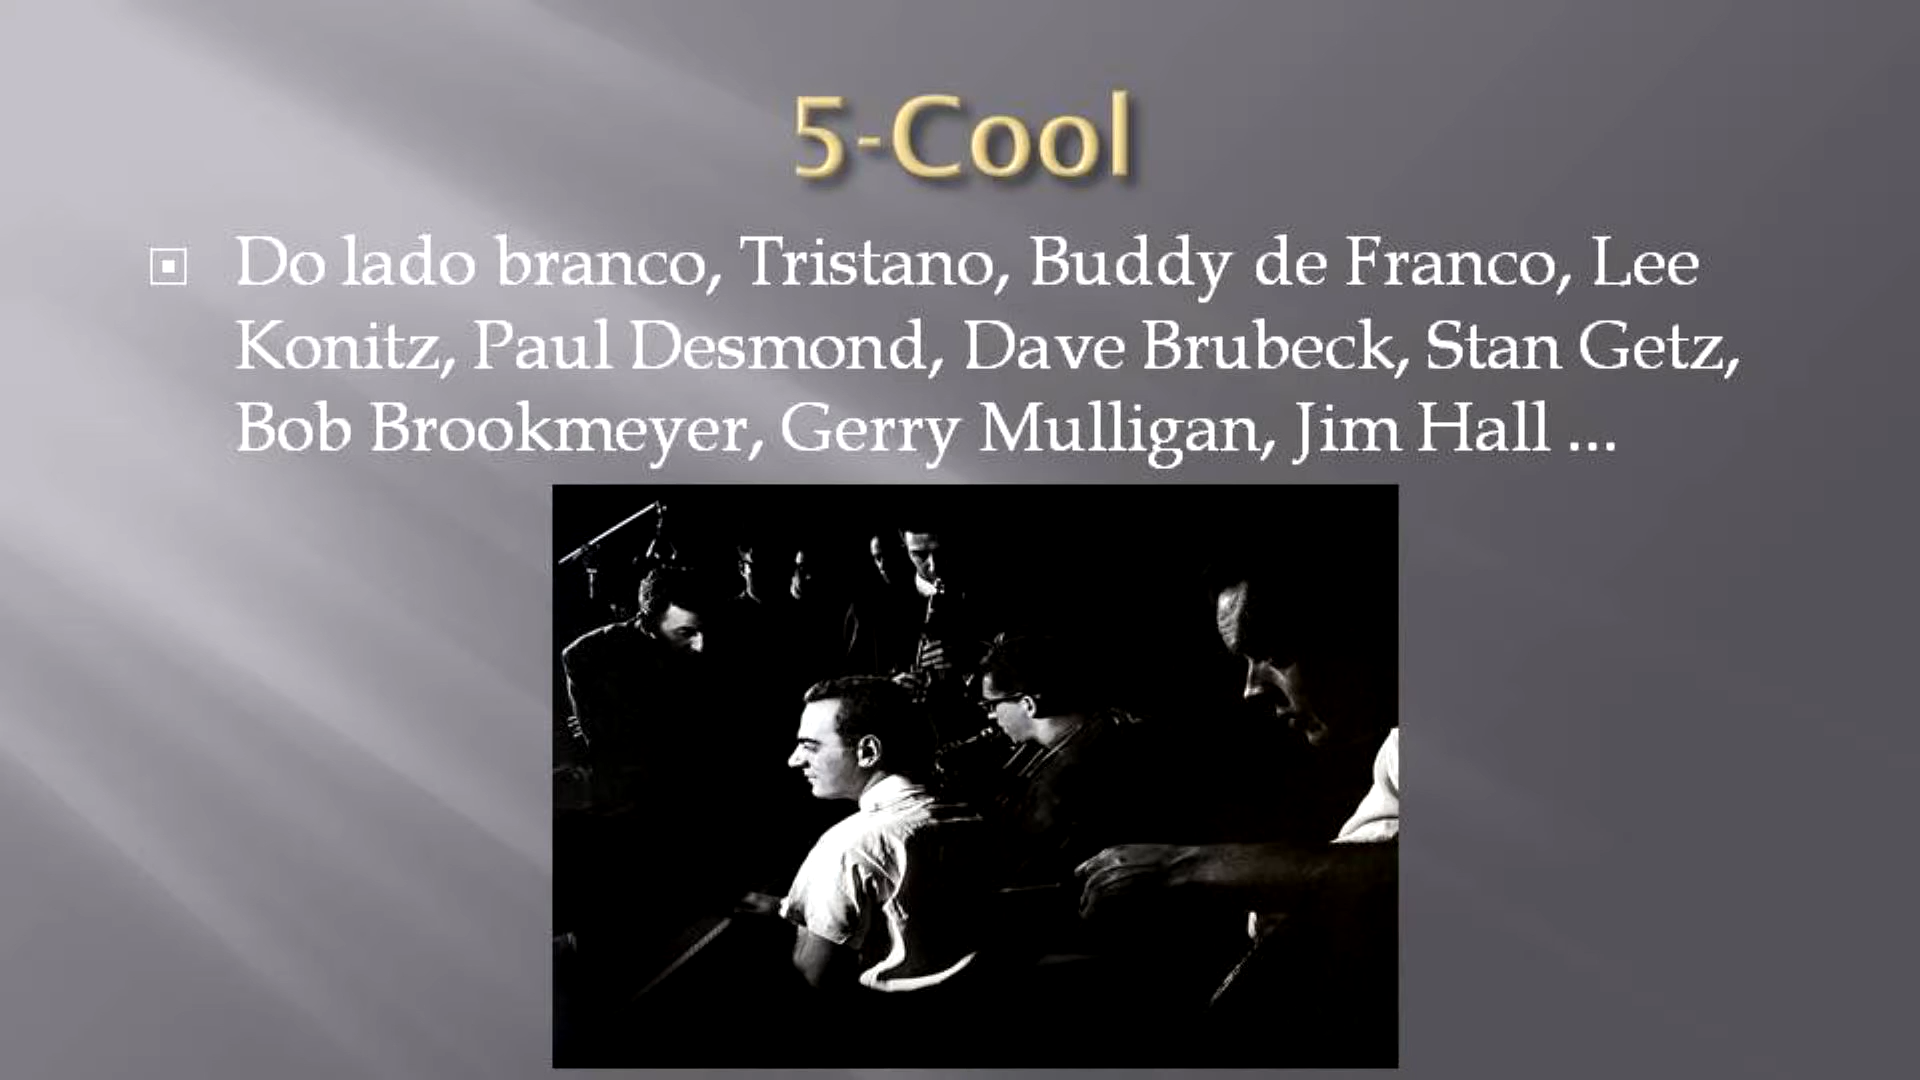 5-Cool
Do lado branco, Tristano, Buddy de Franco, Lee
Konitz, Paul Desmond, Dave Brubeck, Stan Getz,
Bob Brookmeyer, Gerry Mulligan, Jim Hall ...